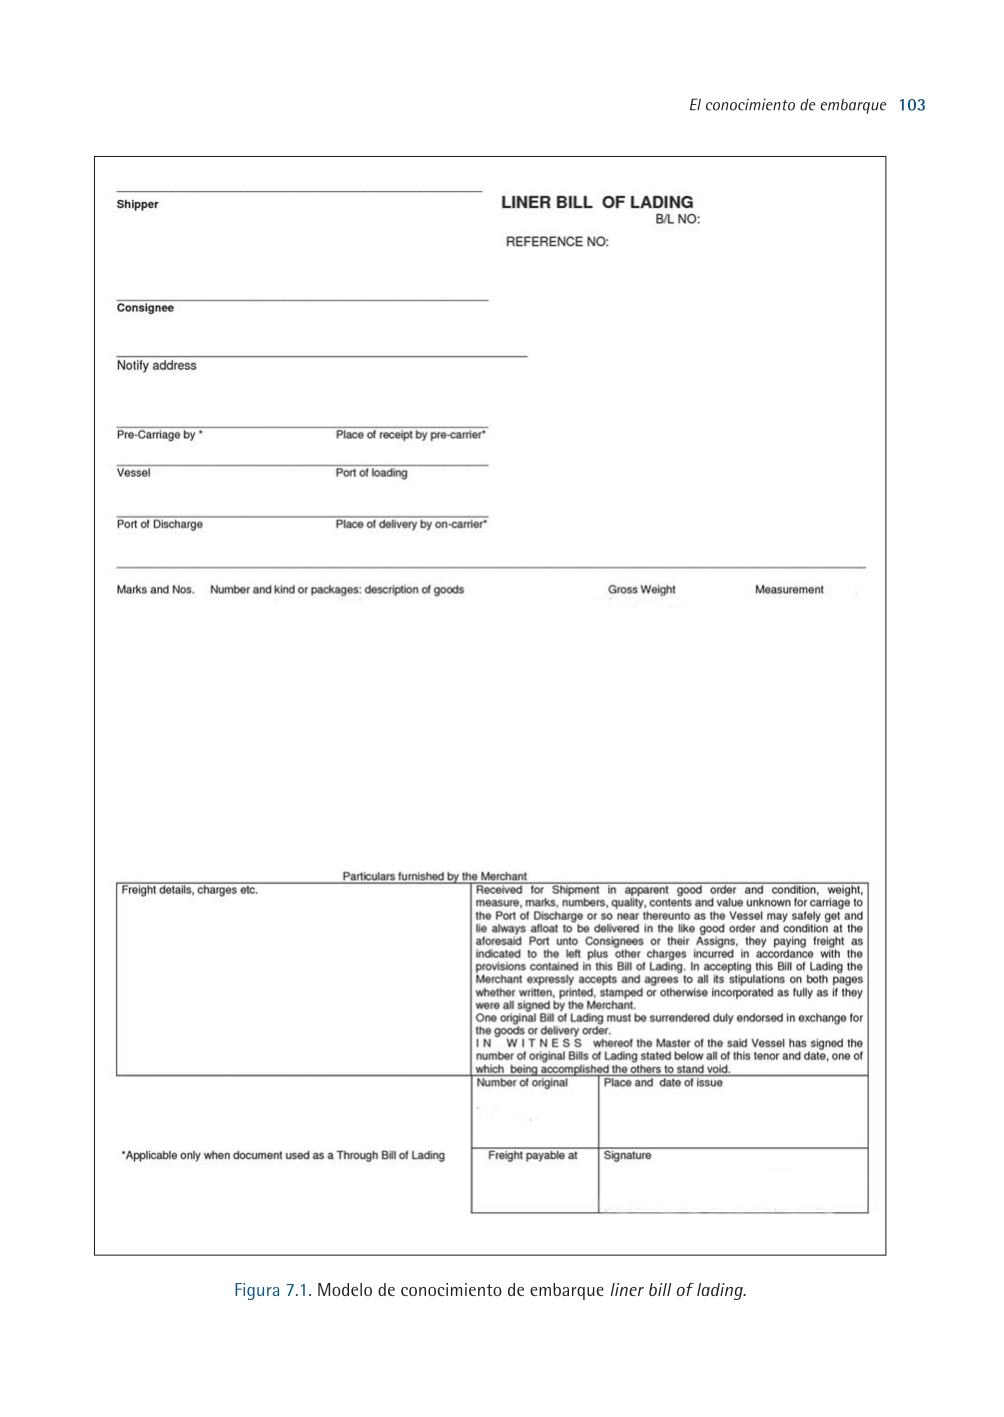 El conocimiento de embarque 103
Shipper
LINER BILL OF LADING
B/L NO:
REFERENCE NO:
Consignee
Notify address
Pre-Carriage by * Place of receipt by pre-carrier*
Vessel Port of loading
Port of Discharge Place of delivery by on-carrier*
Marks and Nos. Number and kind or packages: description of goods Gross Weight Measurement
Particulars furnished by the Merchant
Freight details, charges etc.
Received for Shipment in apparent good order and condition, weight,
measure, marks, numbers, quality, contents and value unknown for carriage to
the Port of Discharge or so near thereunto as the Vessel may safely get and
lie always afloat to be delivered in the like good order and condition at the
aforesaid Port unto Consignees or their Assigns, they paying freight as
indicated to the left plus other charges incurred in accordance with the
provisions contained in this Bill of Lading. In accepting this Bill of Lading the
Merchant expressly accepts and agrees to all its stipulations on both pages
whether written, printed, stamped or otherwise incorporated as fully as if they
were all signed by the Merchant.
One original Bill of Lading must be surrendered duly endorsed in exchange for
the goods or delivery order.
IN WITNESS whereof the Master of the said Vessel has signed the
number of original Bills of Lading stated below all of this tenor and date, one of
which being accomplished the others to stand void.
Number of original Place and date of issue
*Applicable only when document used as a Through Bill of Lading
Freight payable at Signature
Figura 7.1. Modelo de conocimiento de embarque liner bill of lading.